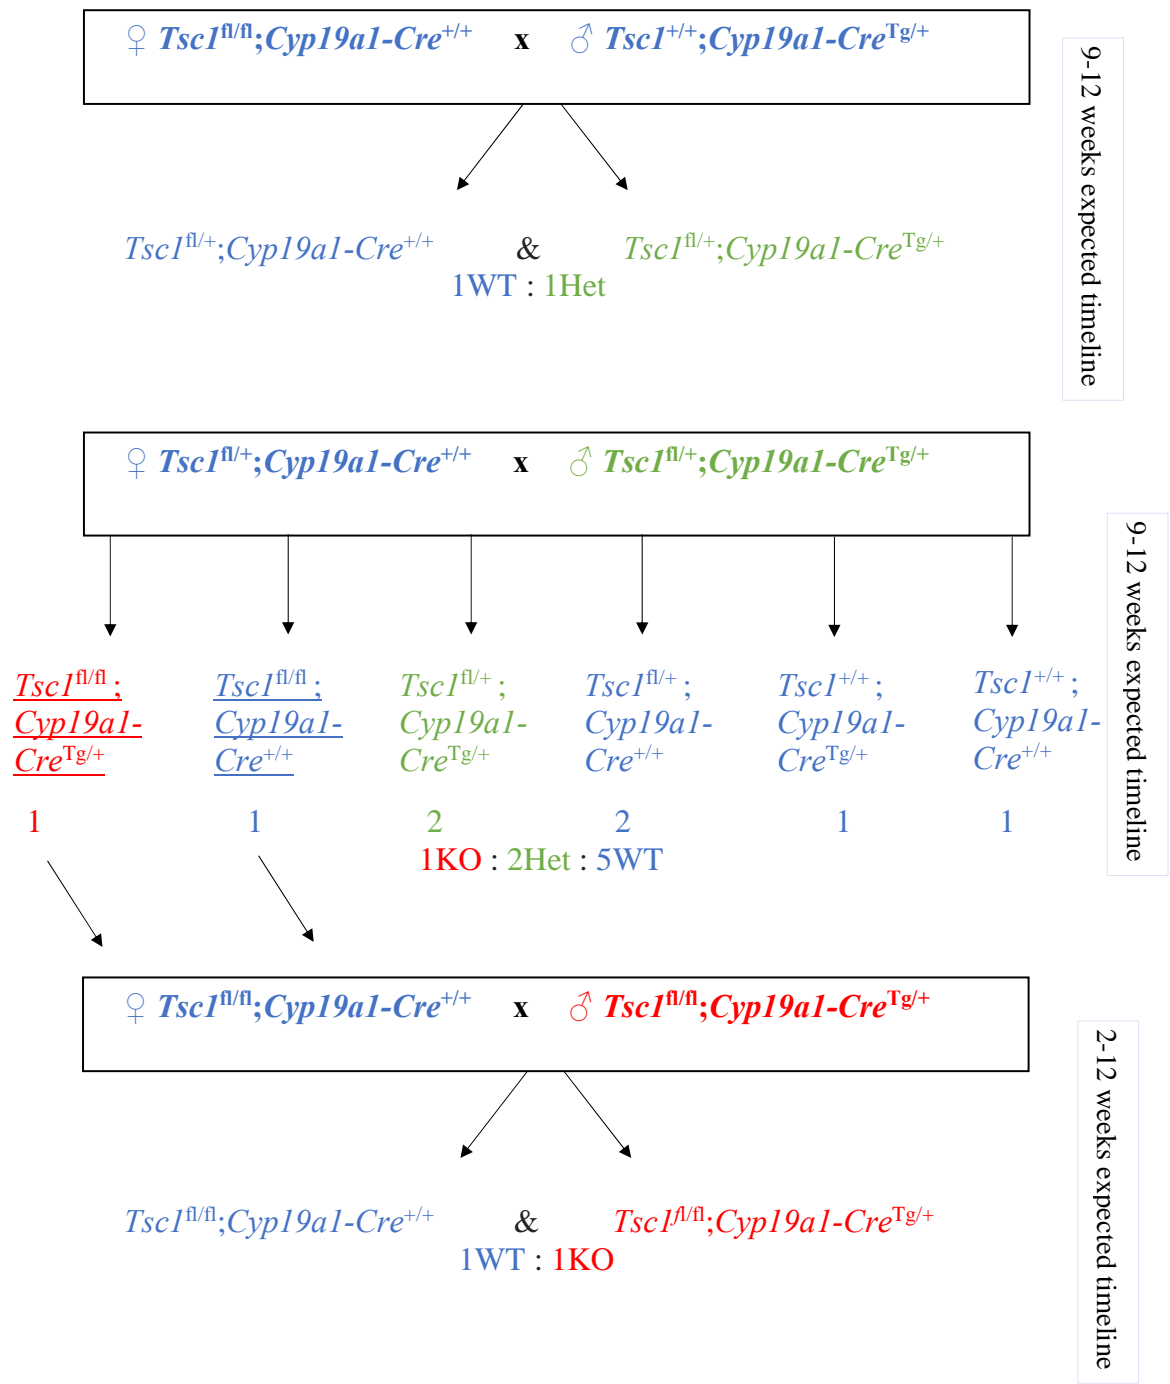 ♀ Tsc1fl/fl;Cyp19a1-Cre+/+ x ♂ Tsc1+/+;Cyp19a1-CreTg/+
9-12 weeks expected timeline
Tsc1fl/+;Cyp19a1-Cre+/+ & Tsc1fl/+;Cyp19a1-CreTg/+
1WT : 1Het
♀ Tsc1fl/+;Cyp19a1-Cre+/+ x ♂ Tsc1fl/+;Cyp19a1-CreTg/+
9-12 weeks expected timeline
Tsc1fl/fl ;
Cyp19a1-
CreTg/+
1
Tsc1fl/fl ;
Cyp19a1-
Cre+/+
1
Tsc1fl/+ ;
Cyp19a1-
CreTg/+
2
Tsc1fl/+ ;
Cyp19a1-
Cre+/+
2
Tsc1+/+ ;
Cyp19a1-
CreTg/+
1
Tsc1+/+ ;
Cyp19a1-
Cre+/+
1
1KO : 2Het : 5WT
♀ Tsc1fl/fl;Cyp19a1-Cre+/+ x ♂ Tsc1fl/fl;Cyp19a1-CreTg/+
2-12 weeks expected timeline
Tsc1fl/fl;Cyp19a1-Cre+/+ & Tsc1fl/fl;Cyp19a1-CreTg/+
1WT : 1KO